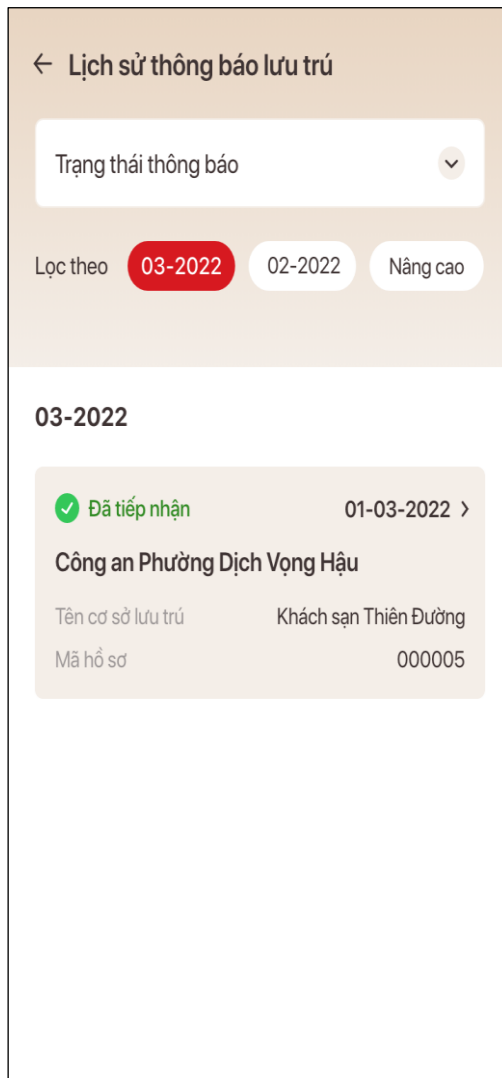 Lịch sử thông báo lưu trú
Trạng thái thông báo
Lọc theo 03-2022 02-2022 Nâng cao
03-2022
Đã tiếp nhận 01-03-2022
Công an Phường Dịch Vọng Hậu
Tên cơ sở lưu trú Khách sạn Thiên Đường
Mã hồ sơ 000005